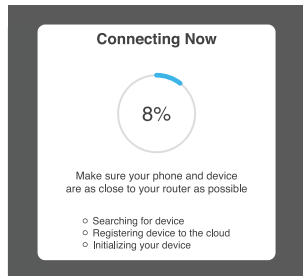 Connecting Now
8%
Make sure your phone and device
are as close to your router as possible
Searching for device
Registering device to the cloud
Initializing your device